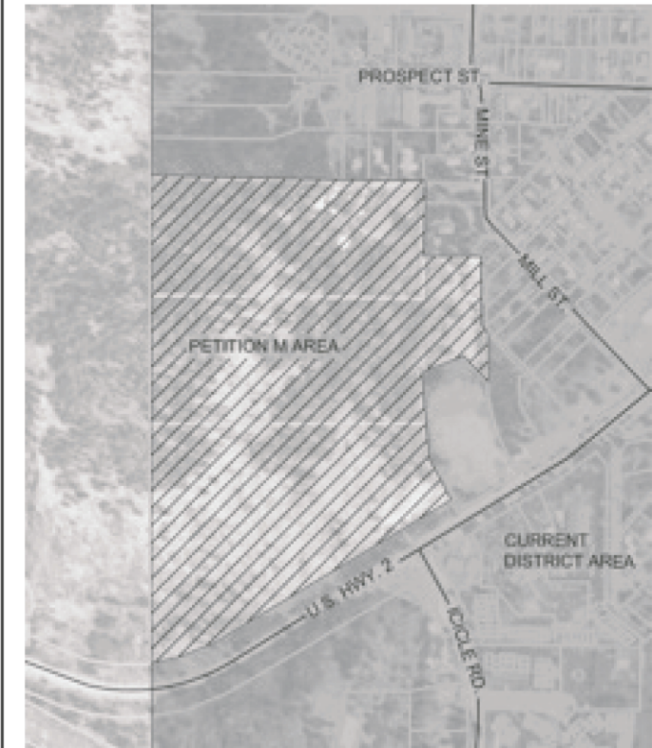 PROSPECT ST.
MINE ST.
MILL ST.
PETITION M AREA
CURRENT
DISTRICT AREA
U.S. HWY. 2
ICICLE RD.